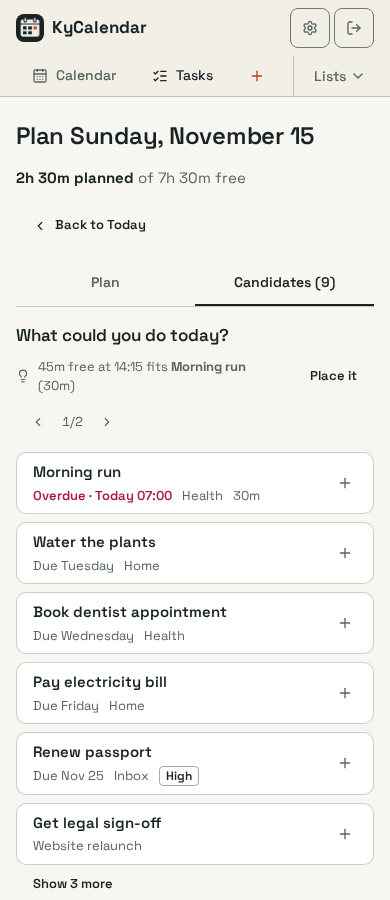 KyCalendar
Calendar
Tasks
Lists
Plan Sunday, November 15
2h 30m planned of 7h 30m free
Back to Today
Plan
Candidates (9)
What could you do today?
45m free at 14:15 fits Morning run
(30m)
Place it
1/2
Morning run
Overdue · Today 07:00 Health 30m
Water the plants
Due Tuesday Home
Book dentist appointment
Due Wednesday Health
Pay electricity bill
Due Friday Home
Renew passport
Due Nov 25 Inbox High
Get legal sign-off
Website relaunch
Show 3 more